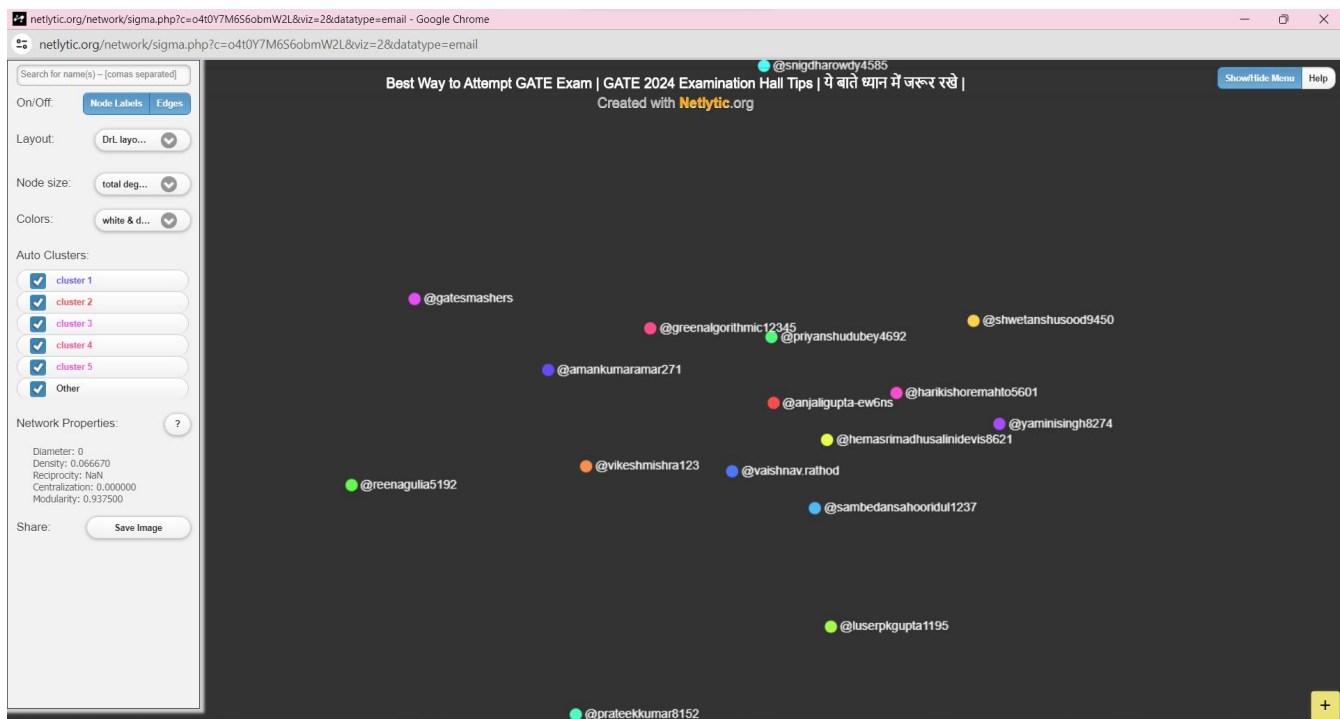 netlytic.org/network/sigma.php?c=o4t0Y7M6S6obmW2L&viz=2&datatype=email - Google Chrome
netlytic.org/network/sigma.php?c=o4t0Y7M6S6obmW2L&viz=2&datatype=email
Search for name(s) – [comas separated]
On/Off: Node Labels Edges
Layout: DrL layo...
Node size: total deg...
Colors: white & d...
Auto Clusters:
cluster 1
cluster 2
cluster 3
cluster 4
cluster 5
Other
Network Properties: ?
Diameter: 0
Density: 0.066670
Reciprocity: NaN
Centralization: 0.000000
Modularity: 0.937500
Share: Save Image
@snigdharowdy4585
Best Way to Attempt GATE Exam | GATE 2024 Examination Hall Tips | ये बाते ध्यान में जरूर रखे |
Created with Netlytic.org
Show/Hide Menu Help
@gatesmashers
@shwetanshusood9450
@greenalgorithmic12345
@priyanshudubey4692
@amankumaramar271
@harikishoremahto5601
@anjaligupta-ew6ns
@yaminisingh8274
@hemasrimadhusalinidevis8621
@vikeshmishra123
@vaishnav.rathod
@reenagulia5192
@sambedansahooridul1237
@luserpkgupta1195
@prateekkumar8152
+